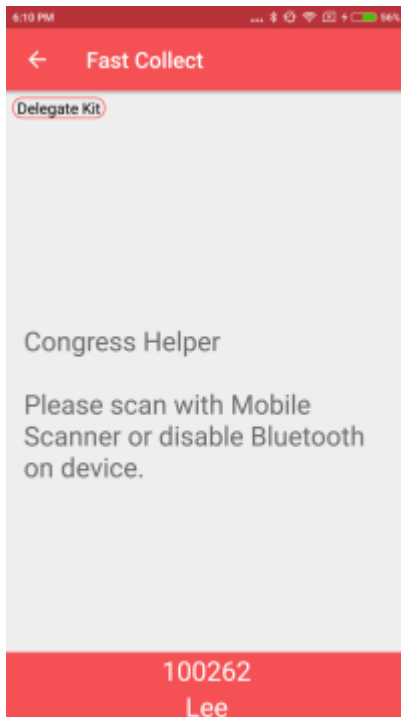 6:10 PM ... 56%
Fast Collect
Delegate Kit
Congress Helper
Please scan with Mobile
Scanner or disable Bluetooth
on device.
100262
Lee